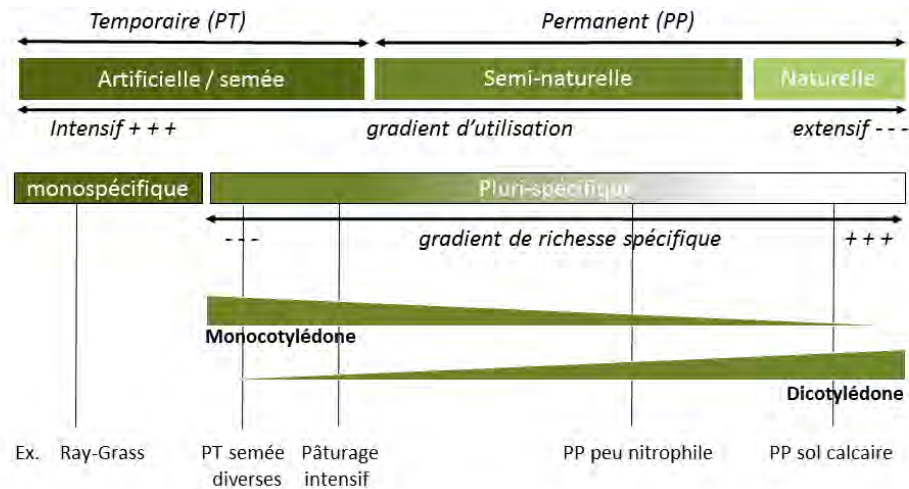 Temporaire (PT) Permanent (PP)
Artificielle / semée Semi-naturelle Naturelle
Intensif + + + gradient d'utilisation extensif - - -
monospécifique Pluri-spécifique
- - - gradient de richesse spécifique + + +
Monocotylédone
Dicotylédone
Ex. Ray-Grass PT semée Pâturage PP peu nitrophile PP sol calcaire
diverses intensif